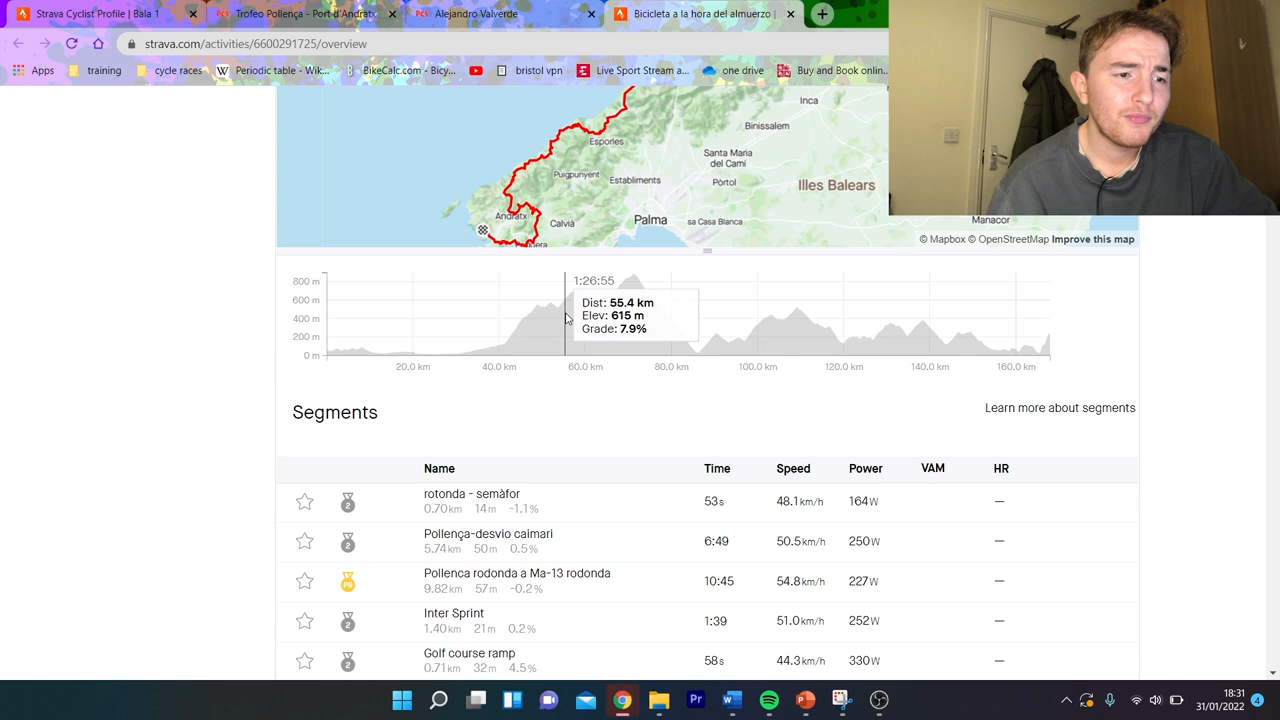 Strava Cyclist Profile | Bala 1
Trofeo Pollença - Port d'Andratx
Alejandro Valverde
Bicicleta a la hora del almuerzo |
strava.com/activities/6600291725/overview
Apps training cycle races Periodic table - Wik... BikeCalc.com - Bicy... bristol vpn Live Sport Stream a... one drive Buy and Book onlin...
Inca
Binissalem
Esporles
Santa Maria
del Camí
Puigpunyent
Establiments
Pòrtol
Illes Balears
Andratx
Calvià
Palma
sa Casa Blanca
Manacor
© Mapbox © OpenStreetMap Improve this map
1:26:55
Dist: 55.4 km
Elev: 615 m
Grade: 7.9%
800 m
600 m
400 m
200 m
0 m
20.0 km 40.0 km 60.0 km 80.0 km 100.0 km 120.0 km 140.0 km 160.0 km
Segments
Learn more about segments
Name Time Speed Power VAM HR
2 rotonda - semàfor 53s 48.1km/h 164W —
0.70km 14m -1.1%
2 Pollença-desvio caimari 6:49 50.5km/h 250W —
5.74km 50m 0.5%
PR Pollenca rodonda a Ma-13 rodonda 10:45 54.8km/h 227W —
9.82km 57m -0.2%
2 Inter Sprint 1:39 51.0km/h 252W —
1.40km 21m 0.2%
2 Golf course ramp 58s 44.3km/h 330W —
0.71km 32m 4.5%
18:31
31/01/2022
4